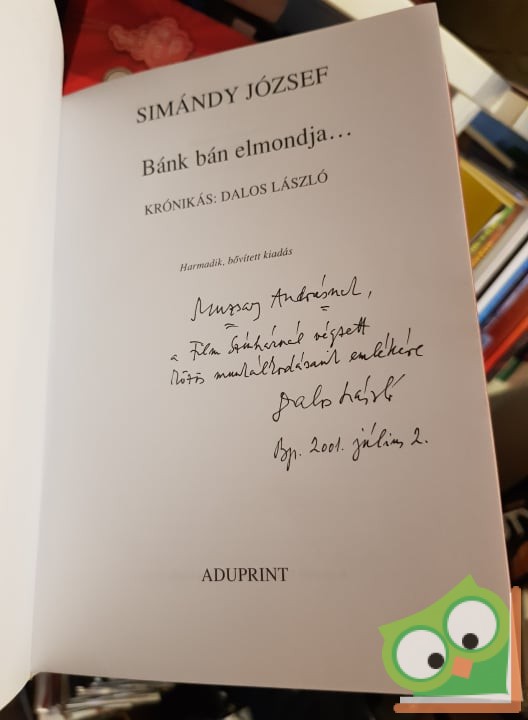 SIMÁNDY JÓZSEF
Bánk bán elmondja...
KRÓNIKÁS: DALOS LÁSZLÓ
Harmadik, bővített kiadás
Andrásnak,
a Film Színháznál végzett
közös munkálkodásunk emlékére
Dalos László
Bp. 2001. július 2.
ADUPRINT